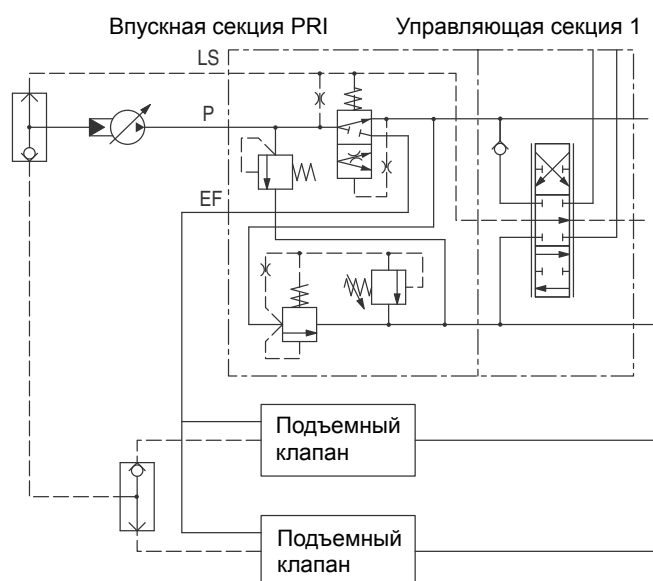 Впускная секция PRI
Управляющая секция 1
LS
P
EF
Подъемный
клапан
Подъемный
клапан